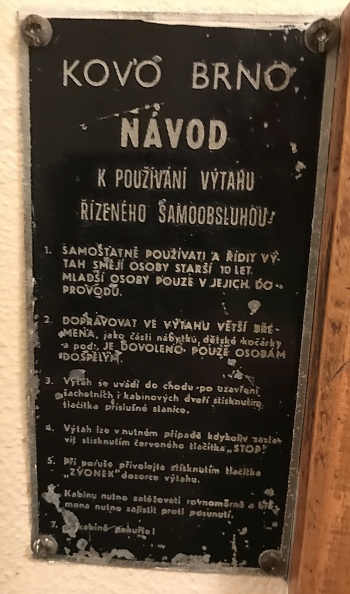 KOVO BRNO
NÁVOD
K POUŽÍVÁNÍ VÝTAHU
ŘÍZENÉHO SAMOOBSLUHOU
1. SAMOSTATNĚ POUŽÍVATI A ŘÍDIT VÝ-
TAH SMĚJÍ OSOBY STARŠÍ 10 LET.
MLADŠÍ OSOBY POUZE V JEJICH DO-
PROVODU.
2. DOPRAVOVAT VE VÝTAHU VĚTŠÍ BŘE-
MENA, jako části nábytku, dětské kočárky
a pod. JE DOVOLENO POUZE OSOBÁM
DOSPĚLÝM.
3. Výtah se uvádí do chodu po uzavření
šachetních i kabinových dveří stisknutím
tlačítka příslušné stanice.
4. Výtah lze v nutném případě kdykoliv zasta-
vit stisknutím červeného tlačítka „STOP".
5. Při poruše přivolejte stisknutím tlačítka
„ZVONEK" dozorce výtahu.
Kabinu nutno zatěžovati rovnoměrně a bře-
mena nutno zajistit proti posunutí.
7. V kabině nekuřte!